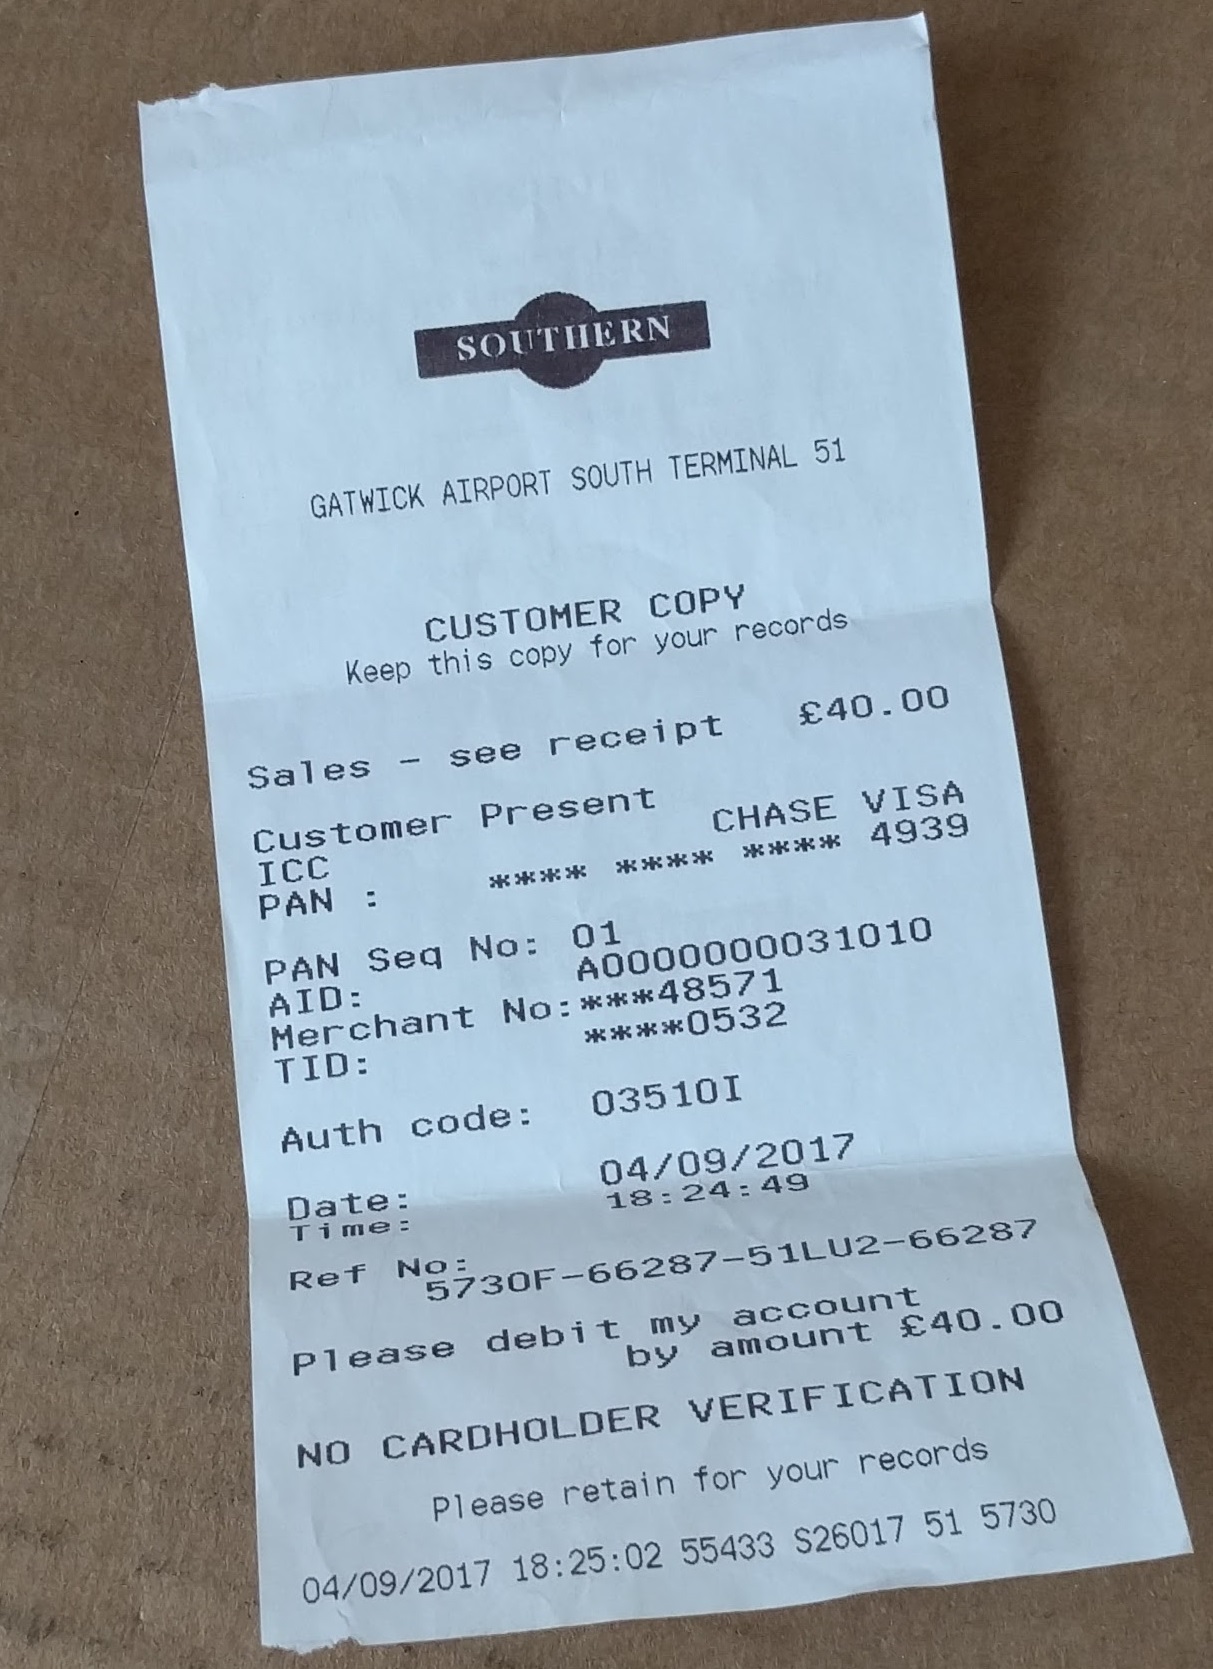 SOUTHERN
GATWICK AIRPORT SOUTH TERMINAL 51
CUSTOMER COPY
Keep this copy for your records
Sales - see receipt £40.00
Customer Present
ICC CHASE VISA
PAN : **** **** **** 4939
PAN Seq No: 01
AID: A0000000031010
Merchant No:***48571
TID: ****0532
Auth code: 03510I
Date: 04/09/2017
Time: 18:24:49
Ref No:
5730F-66287-51LU2-66287
Please debit my account
by amount £40.00
NO CARDHOLDER VERIFICATION
Please retain for your records
04/09/2017 18:25:02 55433 S26017 51 5730